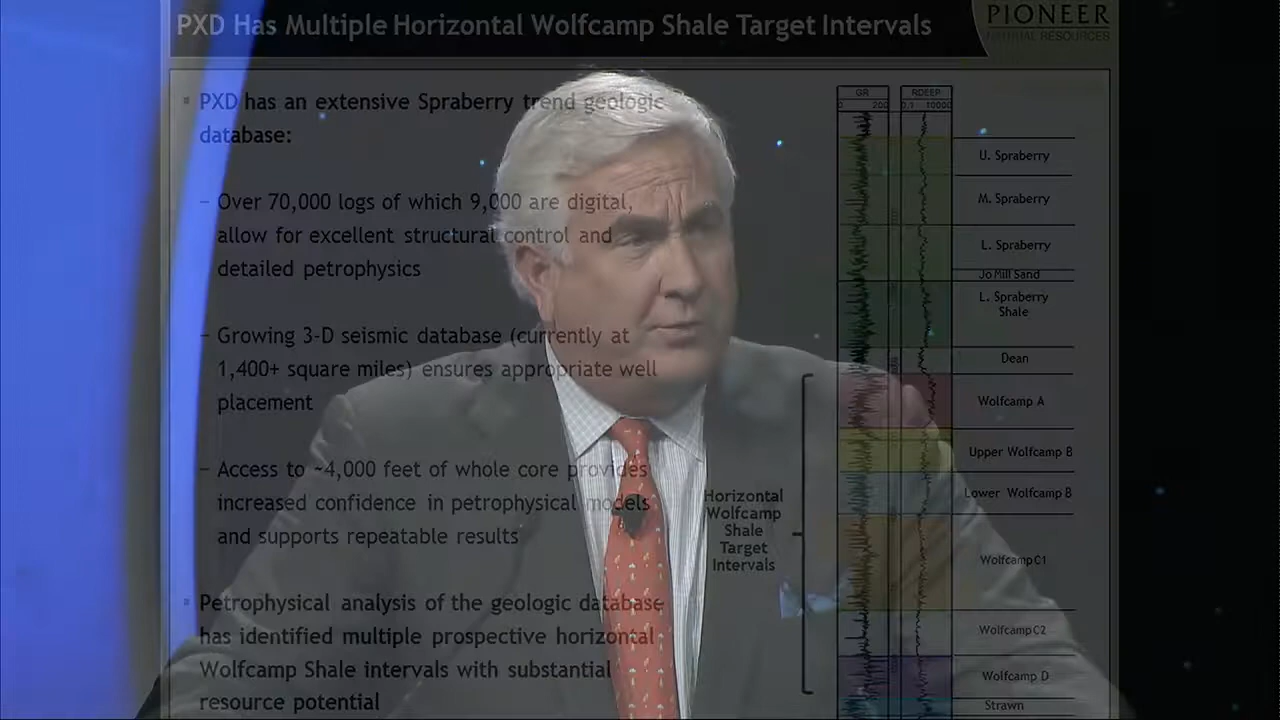 PXD Has Multiple Horizontal Wolfcamp Shale Target Intervals
PIONEER
NATURAL RESOURCES
PXD has an extensive Spraberry trend geologic
database:
– Over 70,000 logs of which 9,000 are digital,
allow for excellent structural control and
detailed petrophysics
– Growing 3-D seismic database (currently at
1,400+ square miles) ensures appropriate well
placement
– Access to ~4,000 feet of whole core provides
increased confidence in petrophysical models
and supports repeatable results
Petrophysical analysis of the geologic database
has identified multiple prospective horizontal
Wolfcamp Shale intervals with substantial
resource potential
Horizontal
Wolfcamp
Shale
Target
Intervals
GR
RDEEP
0 200
0.1 10000
U. Spraberry
M. Spraberry
L. Spraberry
Jo Mill Sand
L. Spraberry
Shale
Dean
Wolfcamp A
Upper Wolfcamp B
Lower Wolfcamp B
Wolfcamp C1
Wolfcamp C2
Wolfcamp D
Strawn